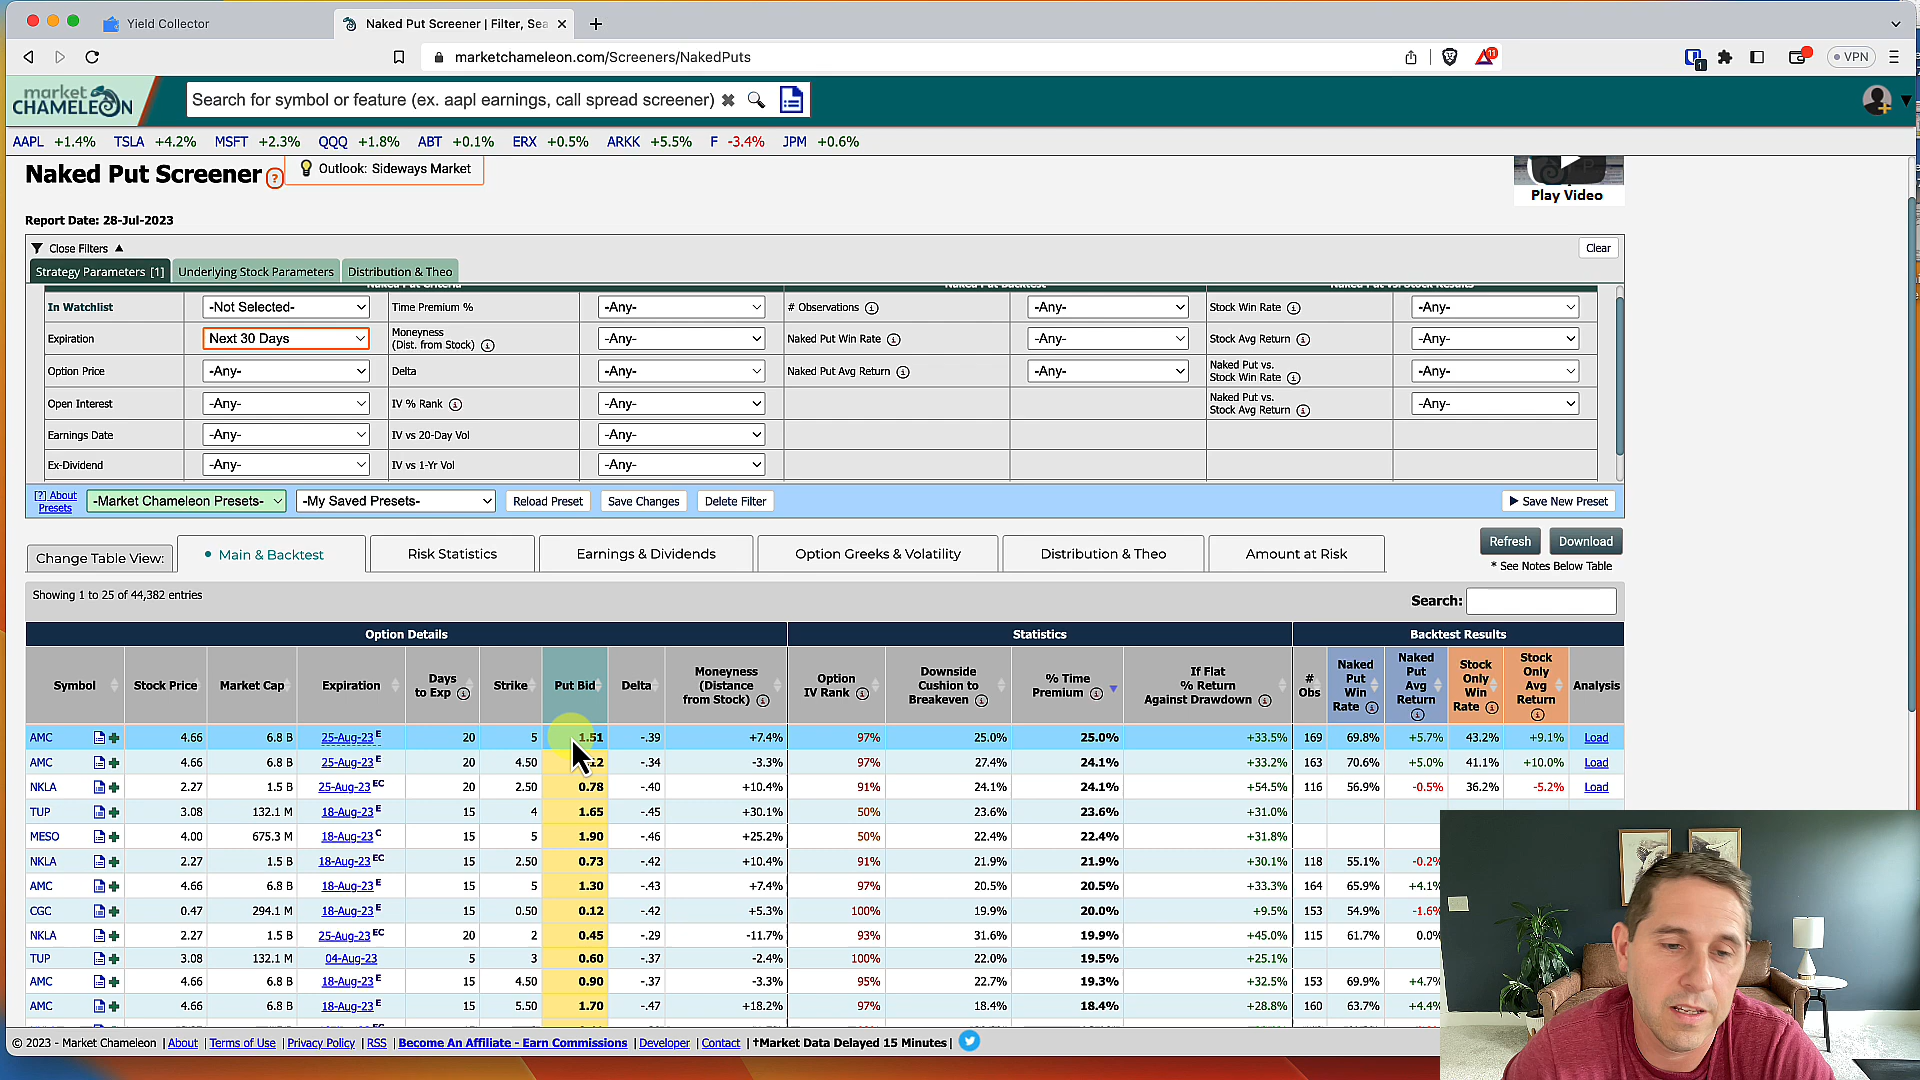 Yield Collector
Naked Put Screener | Filter, Sea
marketchameleon.com/Screeners/NakedPuts
11
1
VPN
market
CHAMELEON
Search for symbol or feature (ex. aapl earnings, call spread screener)
AAPL +1.4% TSLA +4.2% MSFT +2.3% QQQ +1.8% ABT +0.1% ERX +0.5% ARKK +5.5% F -3.4% JPM +0.6%
Naked Put Screener ?
Outlook: Sideways Market
Play Video
Report Date: 28-Jul-2023
Close Filters ▲
Clear
Strategy Parameters [1] Underlying Stock Parameters Distribution & Theo
Naked Put Criteria Naked Put Backtest Naked Put vs. Stock Results
In Watchlist -Not Selected- Time Premium % -Any- # Observations -Any- Stock Win Rate -Any-
Expiration Next 30 Days Moneyness (Dist. from Stock) -Any- Naked Put Win Rate -Any- Stock Avg Return -Any-
Option Price -Any- Delta -Any- Naked Put Avg Return -Any- Naked Put vs. Stock Win Rate -Any-
Open Interest -Any- IV % Rank -Any- Naked Put vs. Stock Avg Return -Any-
Earnings Date -Any- IV vs 20-Day Vol -Any-
Ex-Dividend -Any- IV vs 1-Yr Vol -Any-
[?] About Presets -Market Chameleon Presets- -My Saved Presets- Reload Preset Save Changes Delete Filter ▶ Save New Preset
Change Table View: • Main & Backtest Risk Statistics Earnings & Dividends Option Greeks & Volatility Distribution & Theo Amount at Risk
Refresh Download
* See Notes Below Table
Showing 1 to 25 of 44,382 entries
Search:
Option Details Statistics Backtest Results
Symbol Stock Price Market Cap Expiration Days to Exp Strike Put Bid Delta Moneyness (Distance from Stock) Option IV Rank Downside Cushion to Breakeven % Time Premium If Flat % Return Against Drawdown # Obs Naked Put Win Rate Naked Put Avg Return Stock Only Win Rate Stock Only Avg Return Analysis
AMC 4.66 6.8 B 25-Aug-23 E 20 5 1.51 -.39 +7.4% 97% 25.0% 25.0% +33.5% 169 69.8% +5.7% 43.2% +9.1% Load
AMC 4.66 6.8 B 25-Aug-23 E 20 4.50 -.34 -3.3% 97% 27.4% 24.1% +33.2% 163 70.6% +5.0% 41.1% +10.0% Load
NKLA 2.27 1.5 B 25-Aug-23 EC 20 2.50 0.78 -.40 +10.4% 91% 24.1% 24.1% +54.5% 116 56.9% -0.5% 36.2% -5.2% Load
TUP 3.08 132.1 M 18-Aug-23 E 15 4 1.65 -.45 +30.1% 50% 23.6% 23.6% +31.0%
MESO 4.00 675.3 M 18-Aug-23 C 15 5 1.90 -.46 +25.2% 50% 22.4% 22.4% +31.8%
NKLA 2.27 1.5 B 18-Aug-23 EC 15 2.50 0.73 -.42 +10.4% 91% 21.9% 21.9% +30.1% 118 55.1% -0.2%
AMC 4.66 6.8 B 18-Aug-23 E 15 5 1.30 -.43 +7.4% 97% 20.5% 20.5% +33.3% 164 65.9% +4.1%
CGC 0.47 294.1 M 18-Aug-23 E 15 0.50 0.12 -.42 +5.3% 100% 19.9% 20.0% +9.5% 153 54.9% -1.6%
NKLA 2.27 1.5 B 25-Aug-23 EC 20 2 0.45 -.29 -11.7% 93% 31.6% 19.9% +45.0% 115 61.7% 0.0%
TUP 3.08 132.1 M 04-Aug-23 5 3 0.60 -.37 -2.4% 100% 22.0% 19.5% +25.1%
AMC 4.66 6.8 B 18-Aug-23 E 15 4.50 0.90 -.37 -3.3% 95% 22.7% 19.3% +32.5% 153 69.9% +4.7%
AMC 4.66 6.8 B 18-Aug-23 E 15 5.50 1.70 -.47 +18.2% 97% 18.4% 18.4% +28.8% 160 63.7% +4.4%
© 2023 - Market Chameleon | About | Terms of Use | Privacy Policy | RSS | Become An Affiliate - Earn Commissions | Developer | Contact | †Market Data Delayed 15 Minutes |